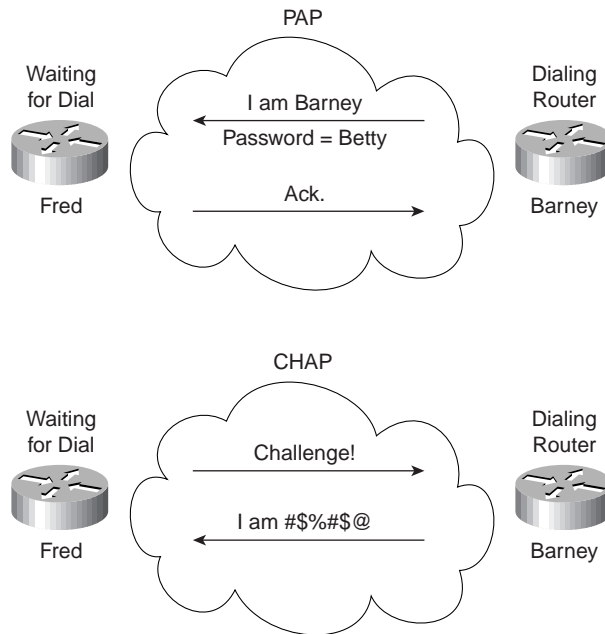 PAP
Waiting
for Dial
Fred
I am Barney
Password = Betty
Ack.
Dialing
Router
Barney
CHAP
Waiting
for Dial
Fred
Challenge!
I am #$%#$@
Dialing
Router
Barney